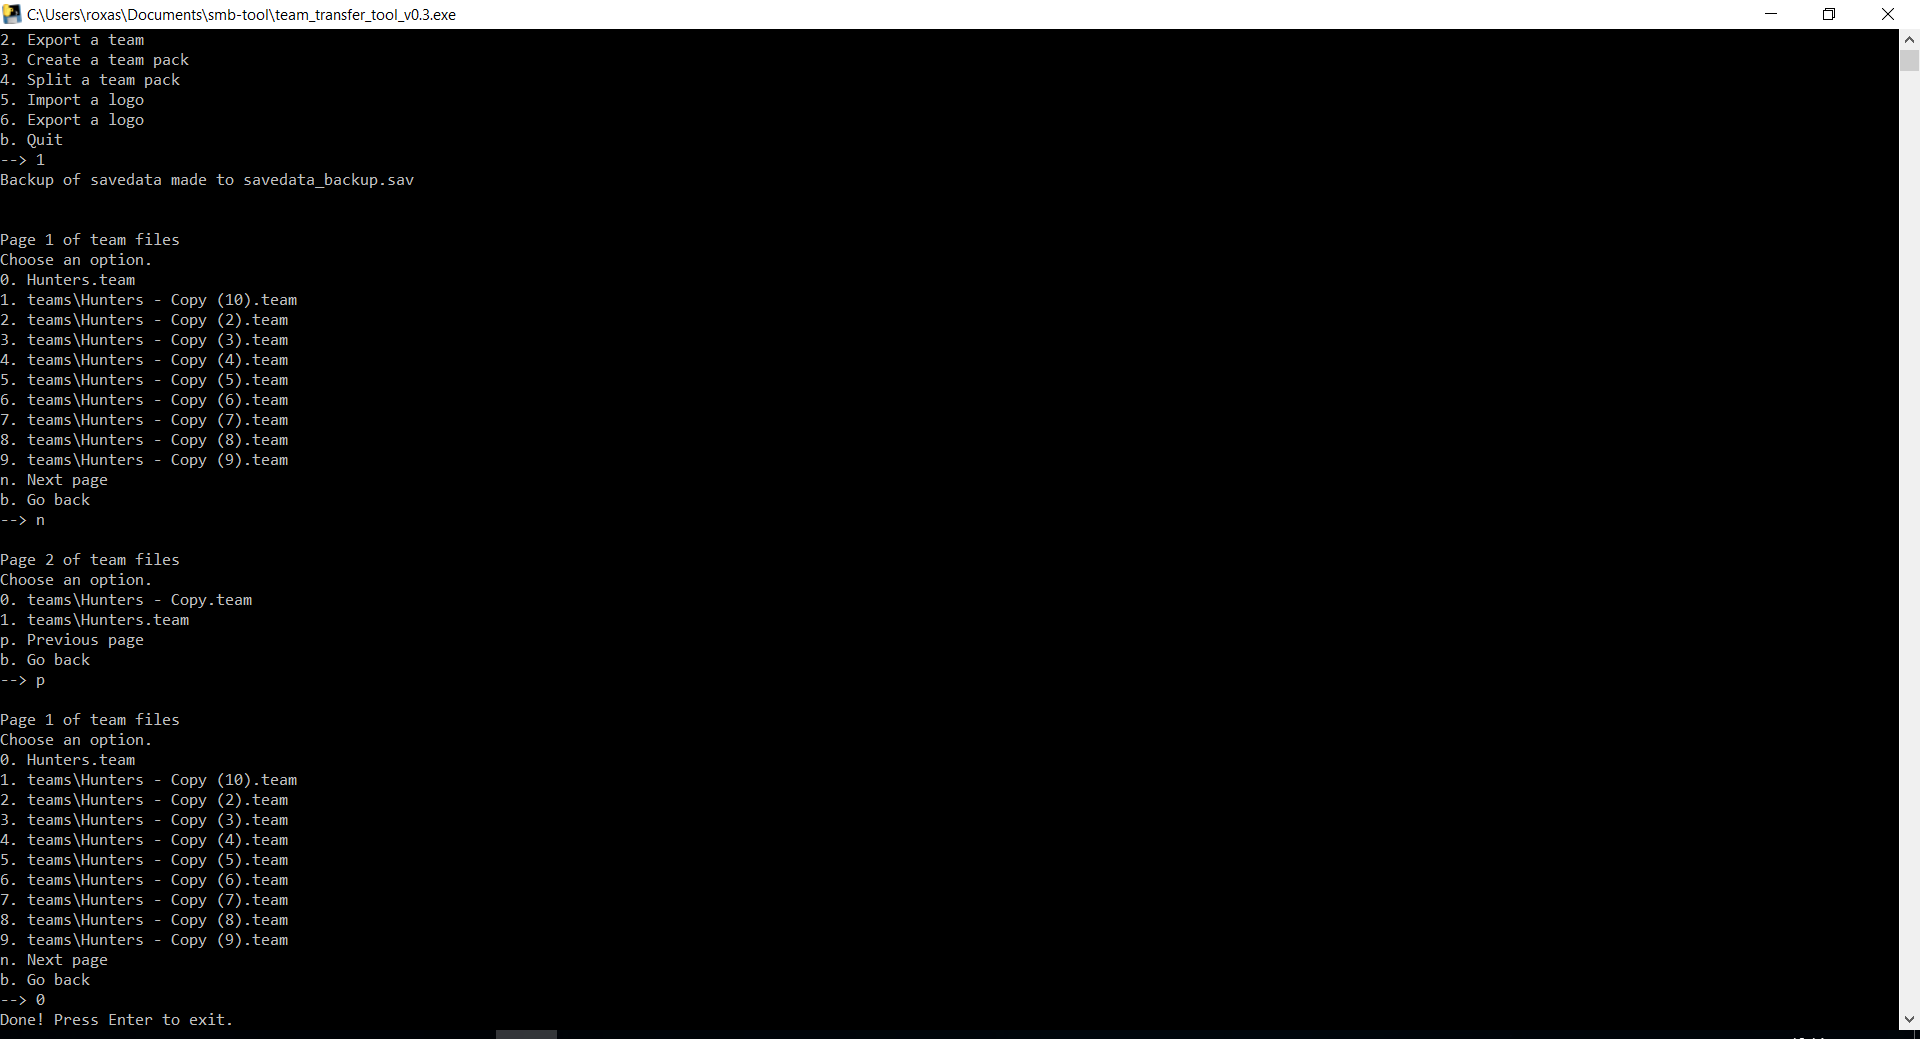 C:\Users\roxas\Documents\smb-tool\team_transfer_tool_v0.3.exe
2. Export a team
3. Create a team pack
4. Split a team pack
5. Import a logo
6. Export a logo
b. Quit
--> 1
Backup of savedata made to savedata_backup.sav
Page 1 of team files
Choose an option.
0. Hunters.team
1. teams\Hunters - Copy (10).team
2. teams\Hunters - Copy (2).team
3. teams\Hunters - Copy (3).team
4. teams\Hunters - Copy (4).team
5. teams\Hunters - Copy (5).team
6. teams\Hunters - Copy (6).team
7. teams\Hunters - Copy (7).team
8. teams\Hunters - Copy (8).team
9. teams\Hunters - Copy (9).team
n. Next page
b. Go back
--> n
Page 2 of team files
Choose an option.
0. teams\Hunters - Copy.team
1. teams\Hunters.team
p. Previous page
b. Go back
--> p
Page 1 of team files
Choose an option.
0. Hunters.team
1. teams\Hunters - Copy (10).team
2. teams\Hunters - Copy (2).team
3. teams\Hunters - Copy (3).team
4. teams\Hunters - Copy (4).team
5. teams\Hunters - Copy (5).team
6. teams\Hunters - Copy (6).team
7. teams\Hunters - Copy (7).team
8. teams\Hunters - Copy (8).team
9. teams\Hunters - Copy (9).team
n. Next page
b. Go back
--> 0
Done! Press Enter to exit.